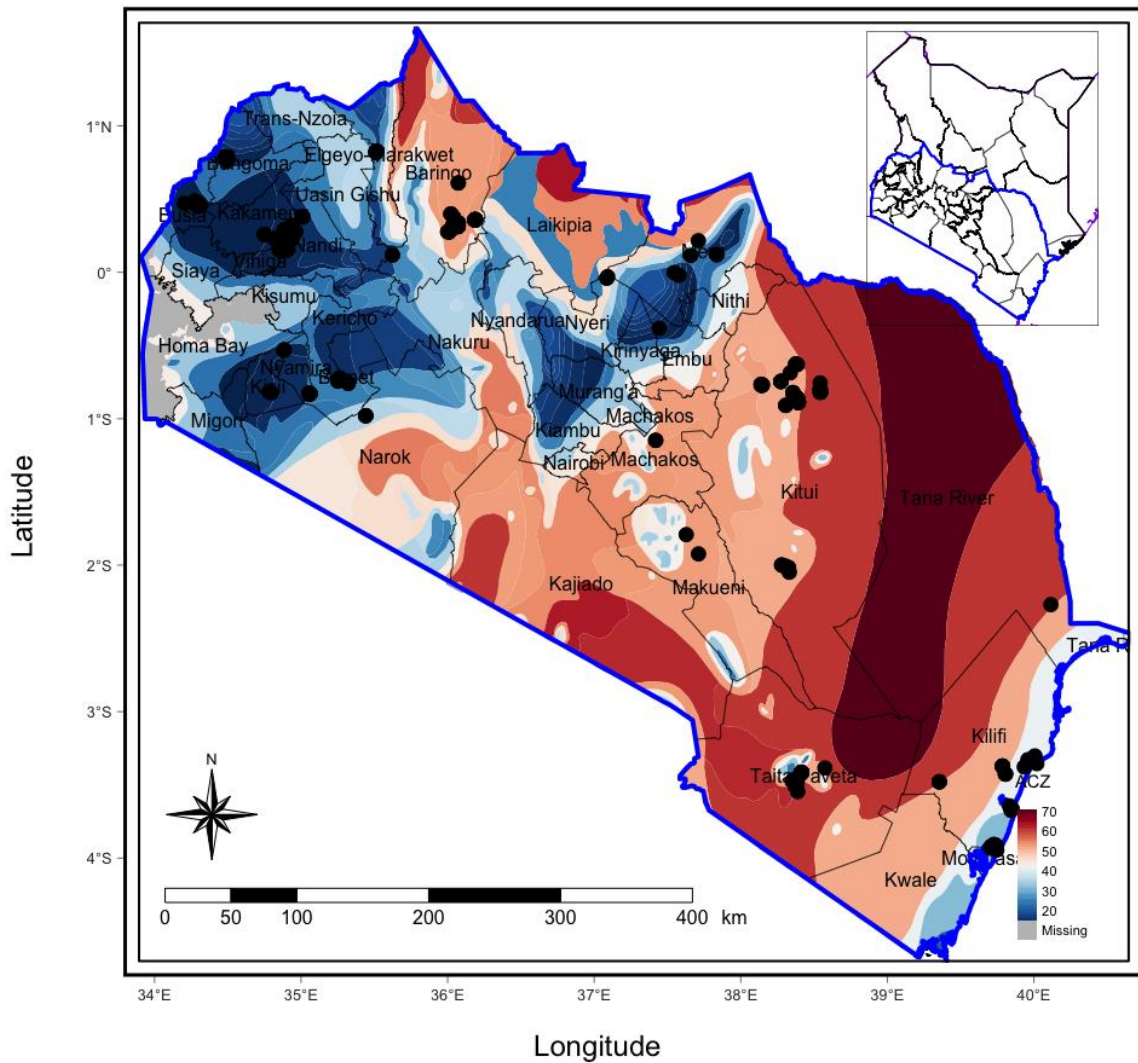 Trans-Nzoia
1°N
Bungoma
Elgeyo-Marakwet
Baringo
Uasin Gishu
Busia
Kakamega
Laikipia
Nandi
Vihiga
Siaya
0°
Nithi
Kisumu
Kericho
Nyandarua
Nyeri
Nakuru
Homa Bay
Kirinyaga
Embu
Nyamira
Murang'a
Migori
Machakos
1°S
Kiambu
Nairobi
Machakos
Narok
Kitui
Tana River
2°S
Kajiado
Makueni
Tana R
3°S
Kilifi
N
Taita Taveta
ACZ
70
60
50
40
30
20
Missing
4°S
Kwale
0 50 100 200 300 400 km
34°E 35°E 36°E 37°E 38°E 39°E 40°E
Latitude
Longitude